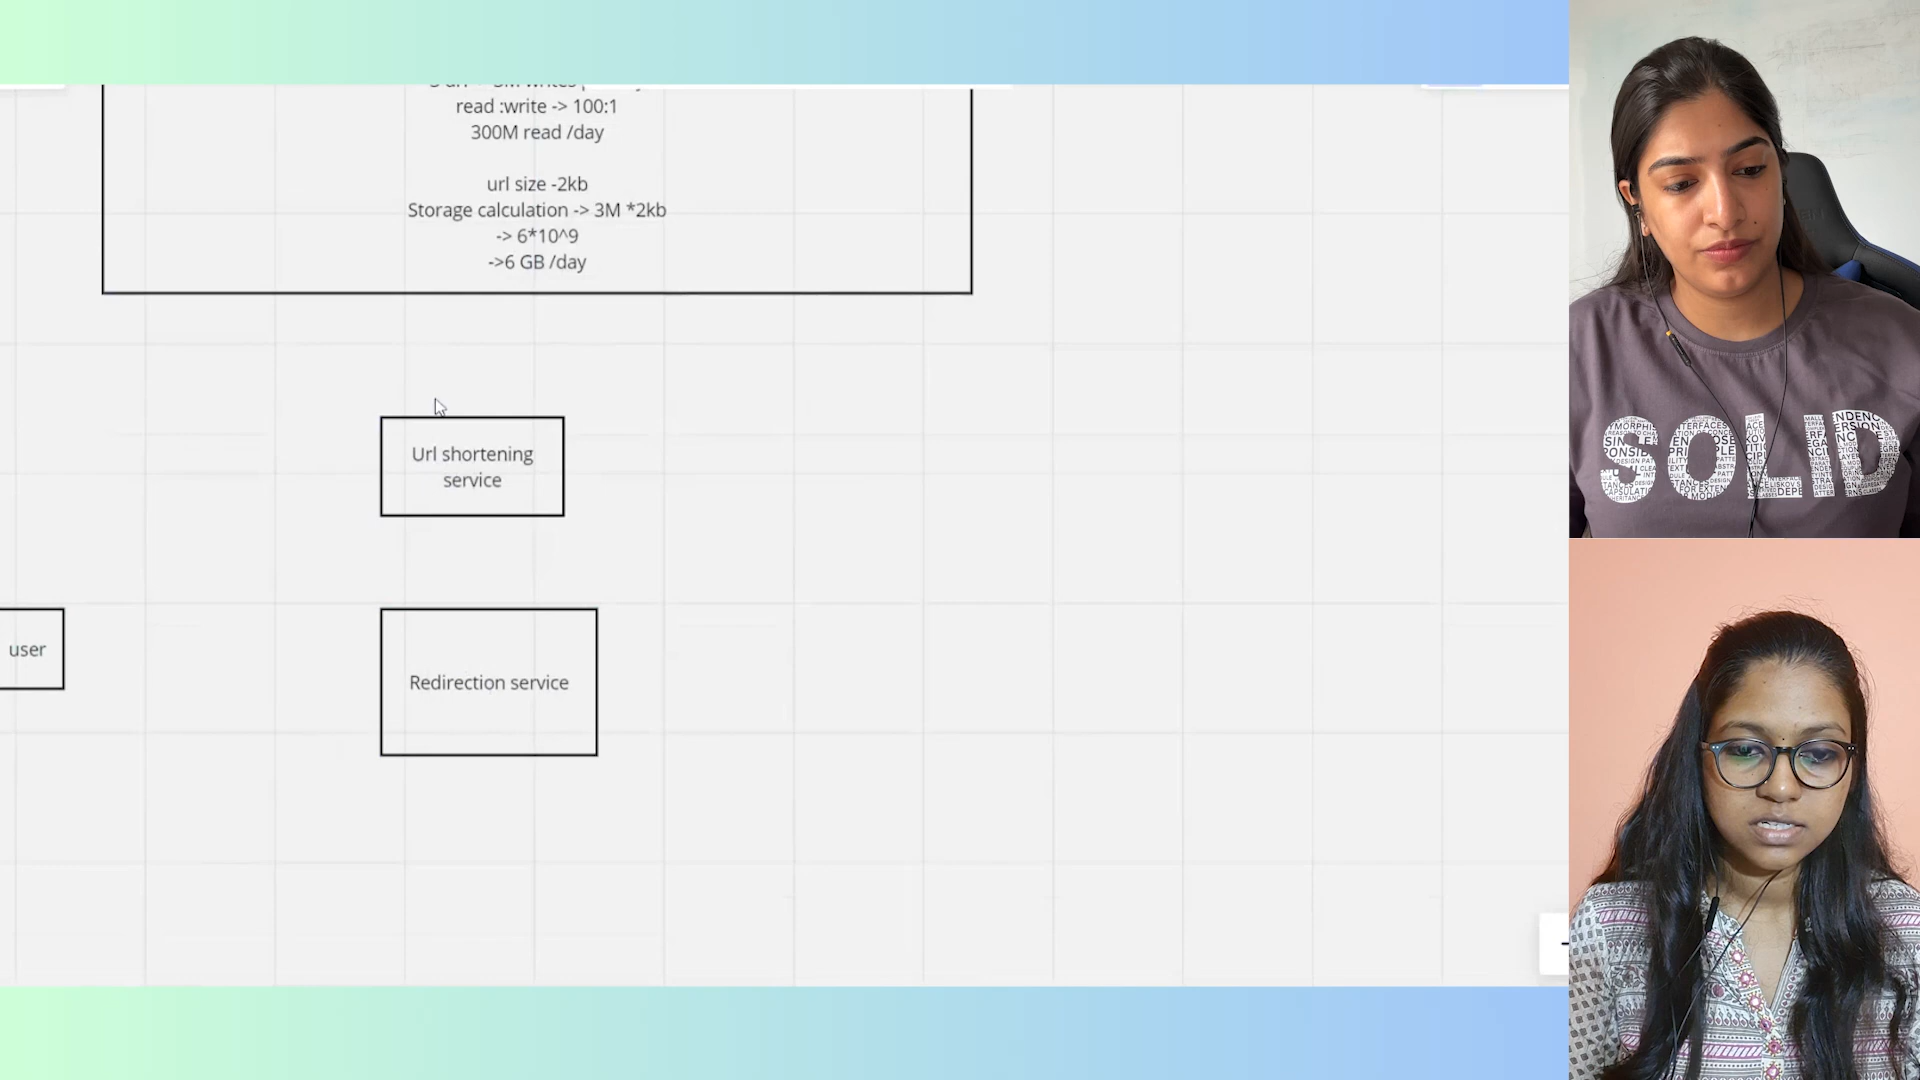 read :write -> 100:1
300M read /day
url size -2kb
Storage calculation -> 3M *2kb
-> 6*10^9
->6 GB /day
Url shortening
service
user
Redirection service
SOLID